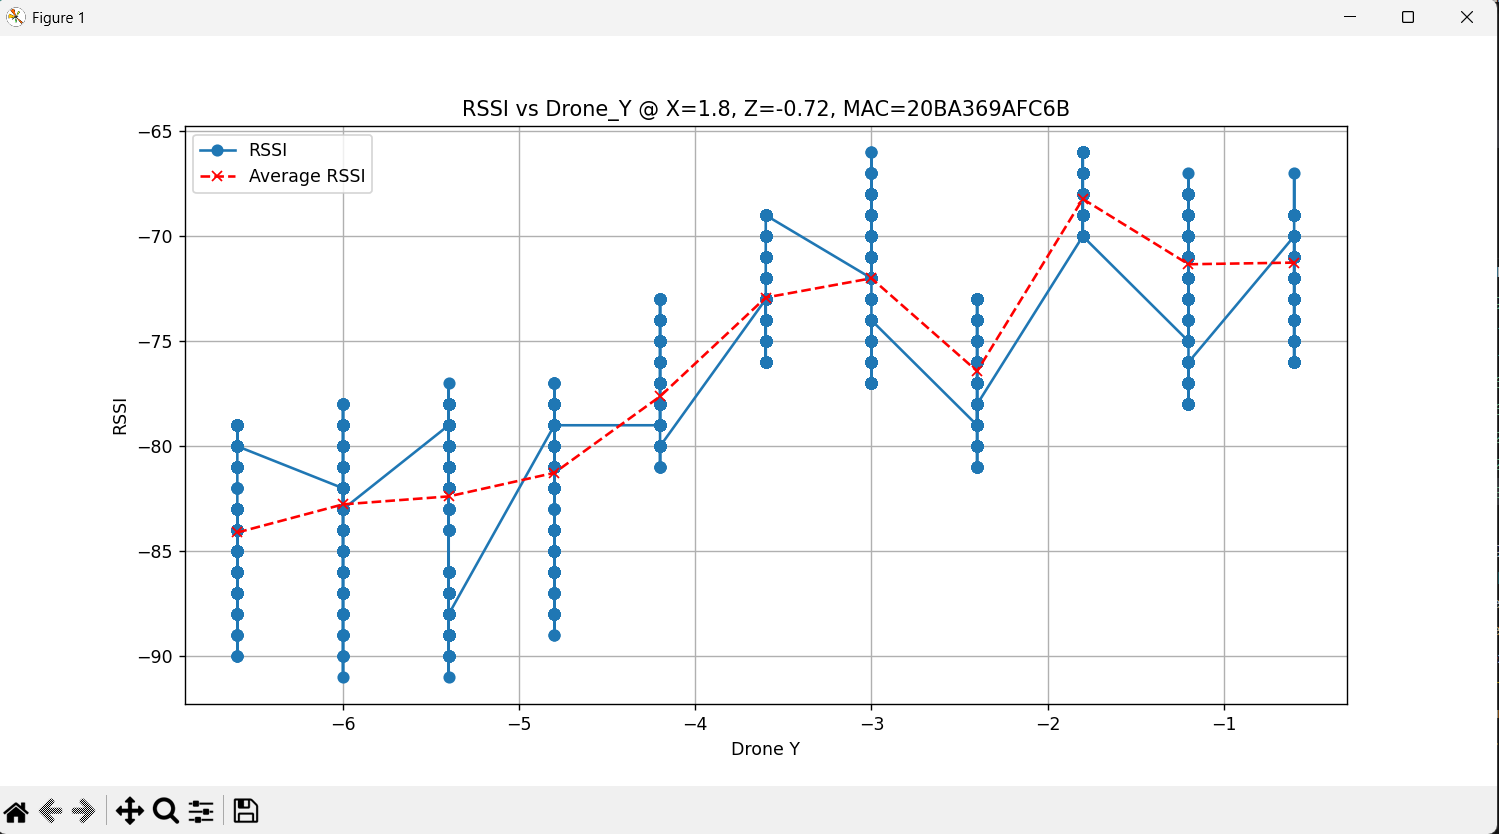 Figure 1
RSSI vs Drone_Y @ X=1.8, Z=-0.72, MAC=20BA369AFC6B
RSSI
Average RSSI
−65
−70
−75
−80
−85
−90
RSSI
−6
−5
−4
−3
−2
−1
Drone Y